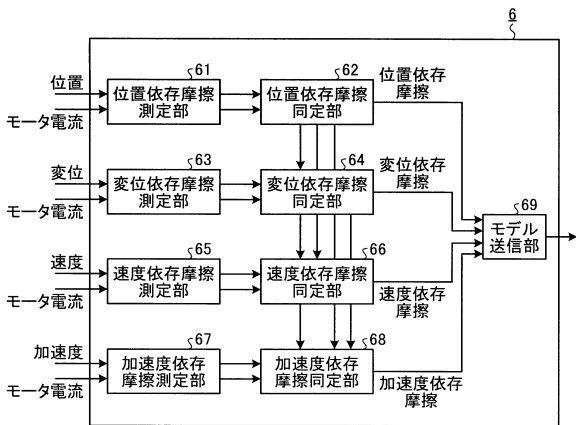 6
61
62
位置
モータ電流
位置依存摩擦
測定部
位置依存摩擦
同定部
位置依存
摩擦
63
64
変位
モータ電流
変位依存摩擦
測定部
変位依存摩擦
同定部
変位依存
摩擦
69
モデル
送信部
65
66
速度
モータ電流
速度依存摩擦
測定部
速度依存摩擦
同定部
速度依存
摩擦
67
68
加速度
モータ電流
加速度依存
摩擦測定部
加速度依存
摩擦同定部
加速度依存
摩擦